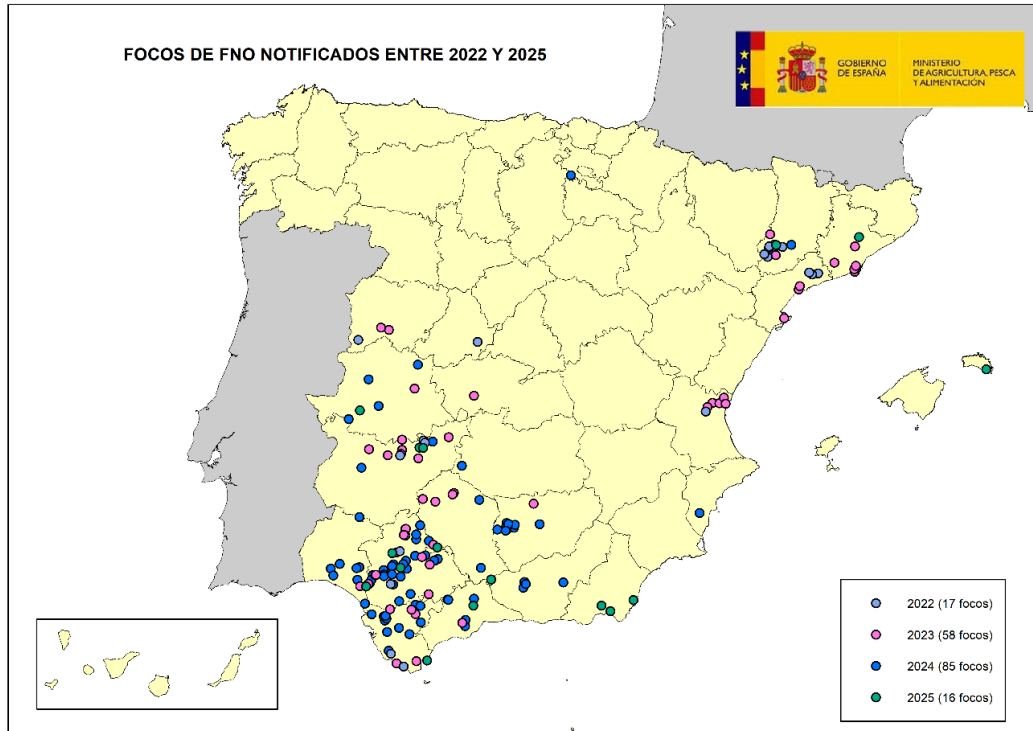 FOCOS DE FNO NOTIFICADOS ENTRE 2022 Y 2025
GOBIERNO
DE ESPAÑA
MINISTERIO
DE AGRICULTURA, PESCA
Y ALIMENTACIÓN
2022 (17 focos)
2023 (58 focos)
2024 (85 focos)
2025 (16 focos)